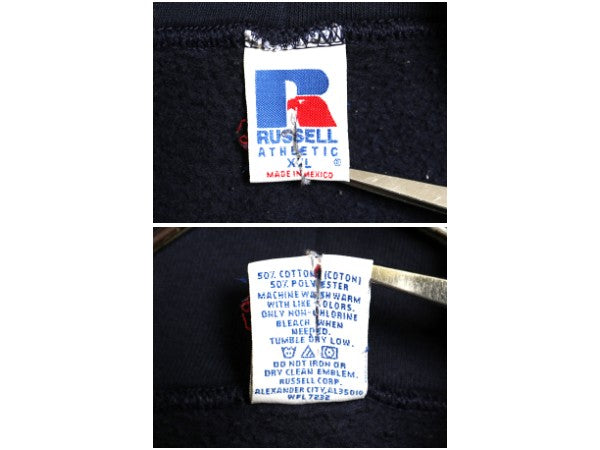 R
RUSSELL
ATHLETIC
XXL ®
MADE IN MEXICO
50% COTTON (COTON)
50% POLYESTER
MACHINE WASH WARM
WITH LIKE COLORS.
ONLY NON-CHLORINE
BLEACH WHEN
NEEDED.
TUMBLE DRY LOW.
DO NOT IRON OR
DRY CLEAN EMBLEM.
RUSSELL CORP.
ALEXANDER CITY, AL35010
WPL 7232